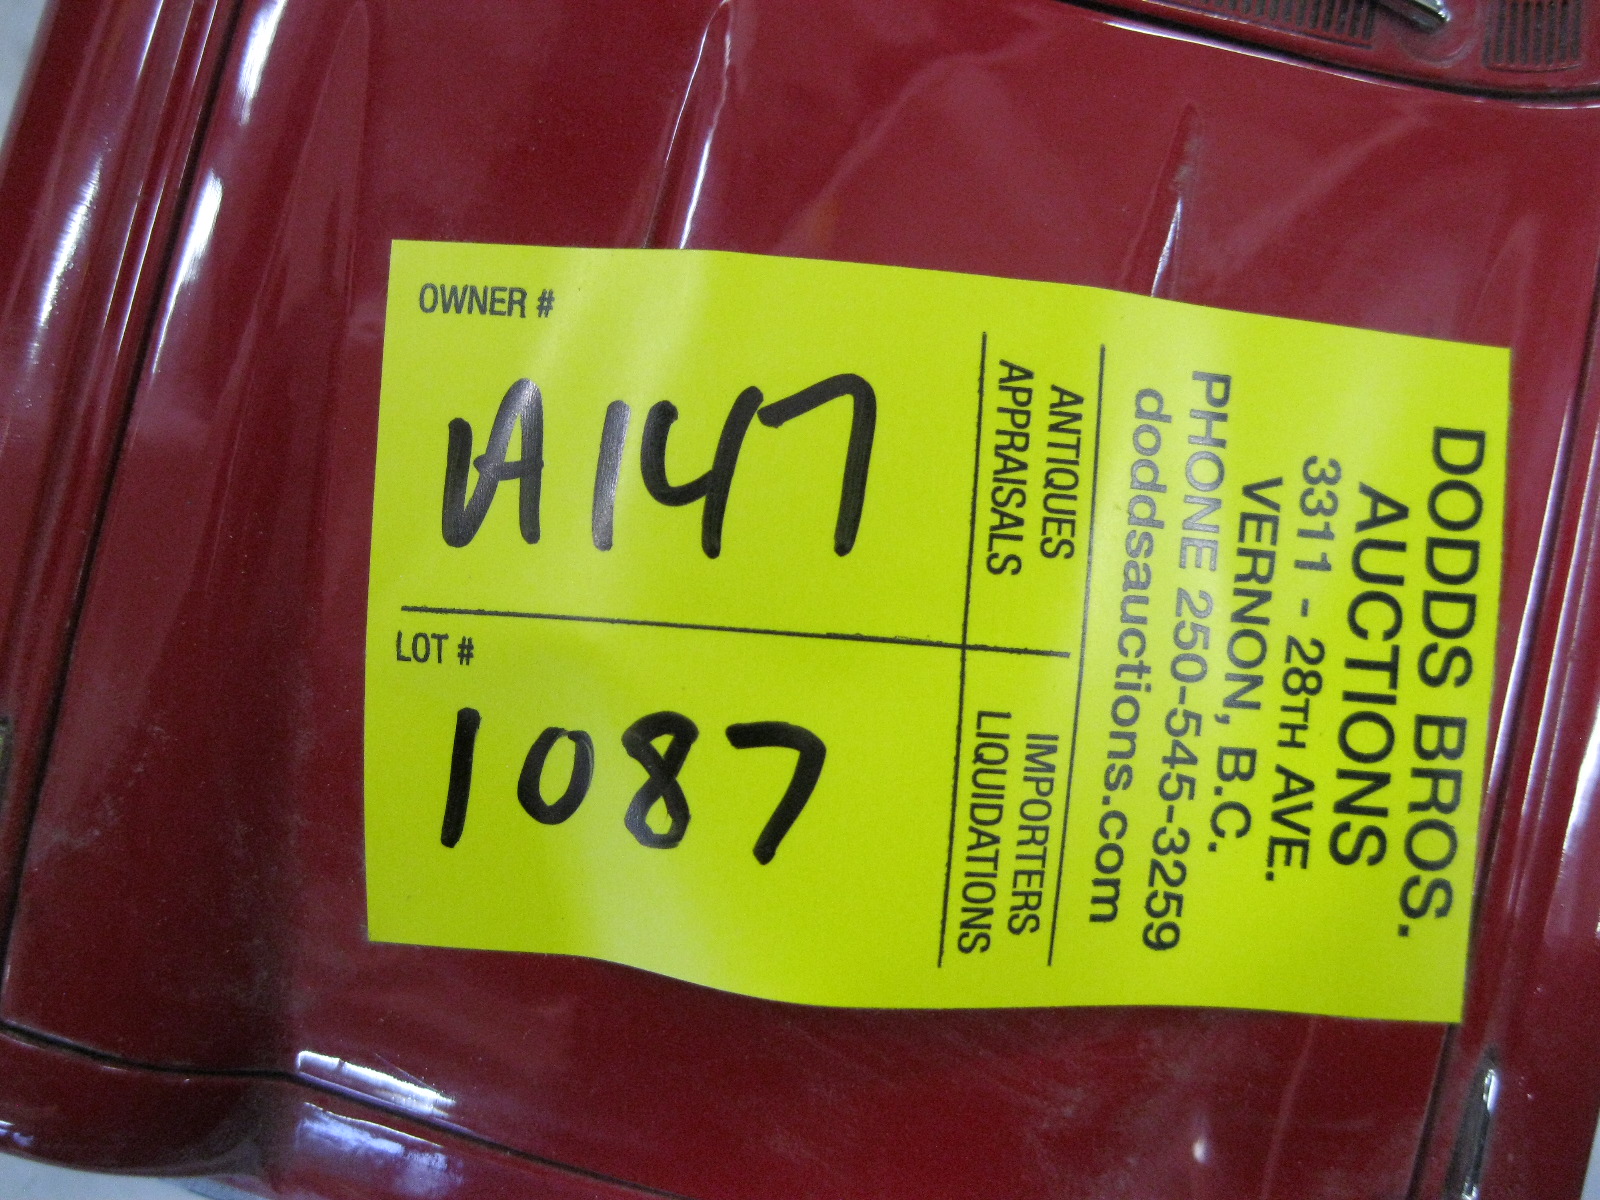 DODDS BROS.
AUCTIONS
3311 - 28TH AVE.
VERNON, B.C.
PHONE 250-545-3259
doddsauctions.com
ANTIQUES
APPRAISALS
IMPORTERS
LIQUIDATIONS
OWNER #
A147
LOT #
1087